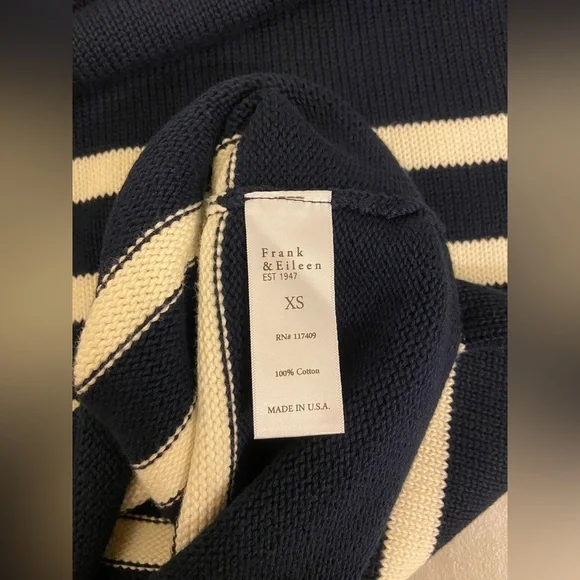 Frank
& Eileen
EST 1947
XS
RN# 117409
100% Cotton
MADE IN U.S.A.